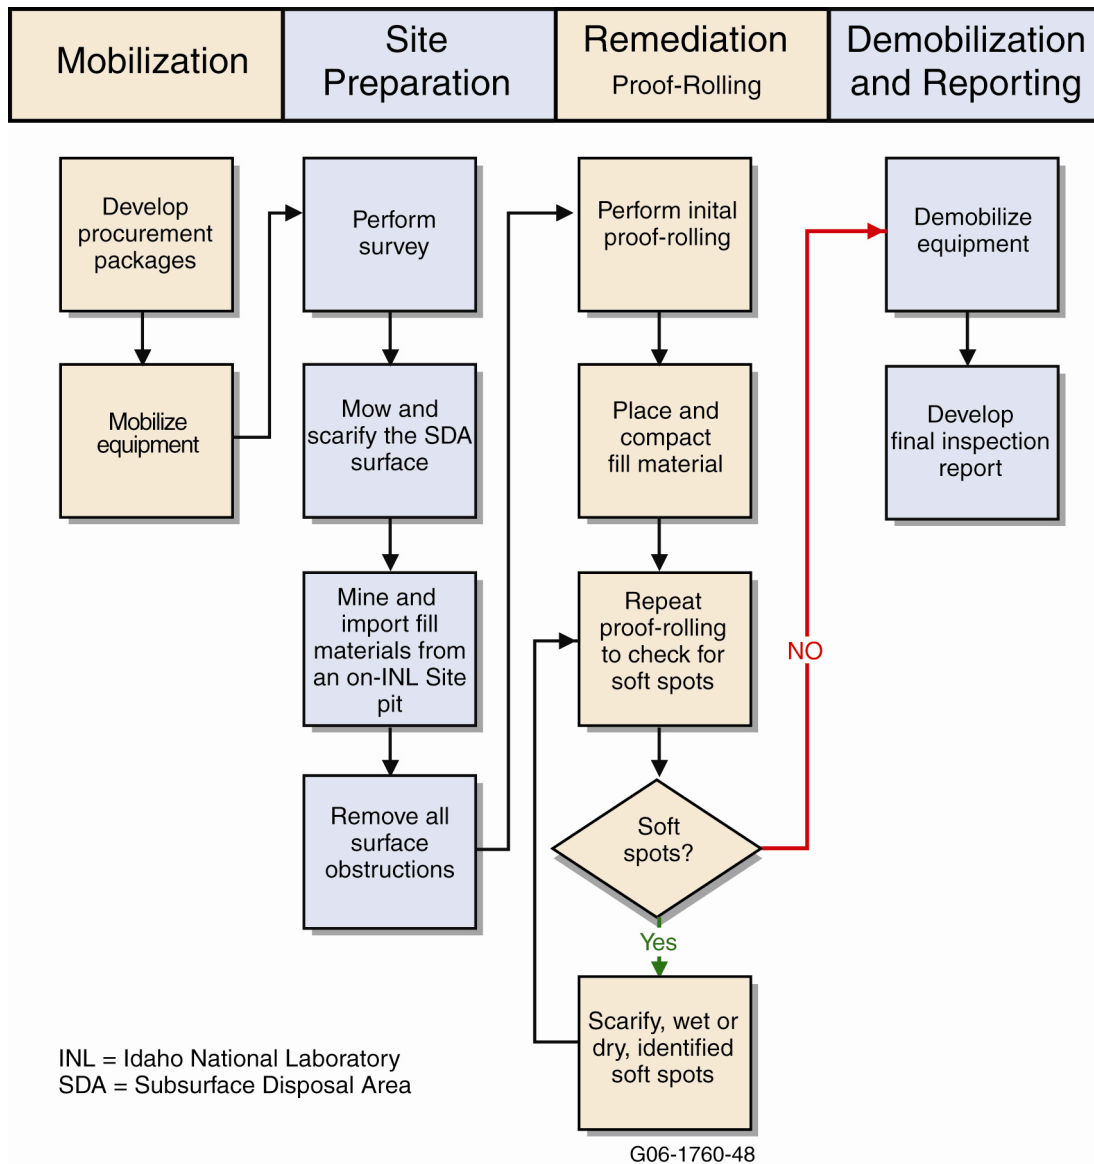 Mobilization
Site
Preparation
Remediation
Proof-Rolling
Demobilization
and Reporting
Develop
procurement
packages
Mobilize
equipment
Perform
survey
Mow and
scarify the SDA
surface
Mine and
import fill
materials from
an on-INL Site
pit
Remove all
surface
obstructions
Perform inital
proof-rolling
Place and
compact
fill material
Repeat
proof-rolling
to check for
soft spots
Soft
spots?
Yes
NO
Scarify, wet or
dry, identified
soft spots
Demobilize
equipment
Develop
final inspection
report
INL = Idaho National Laboratory
SDA = Subsurface Disposal Area
G06-1760-48